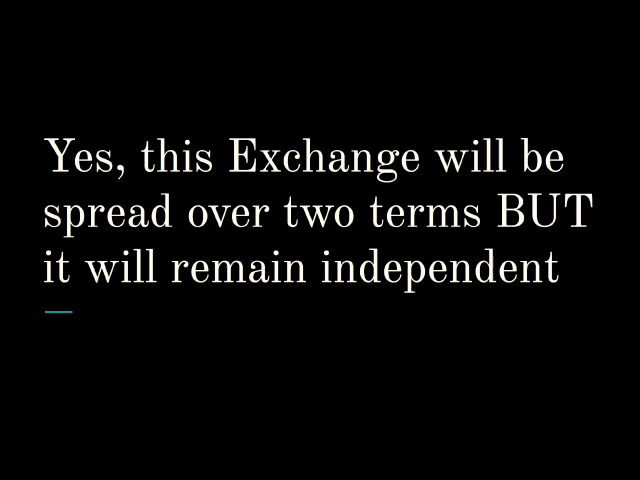 Yes, this Exchange will be
spread over two terms BUT
it will remain independent